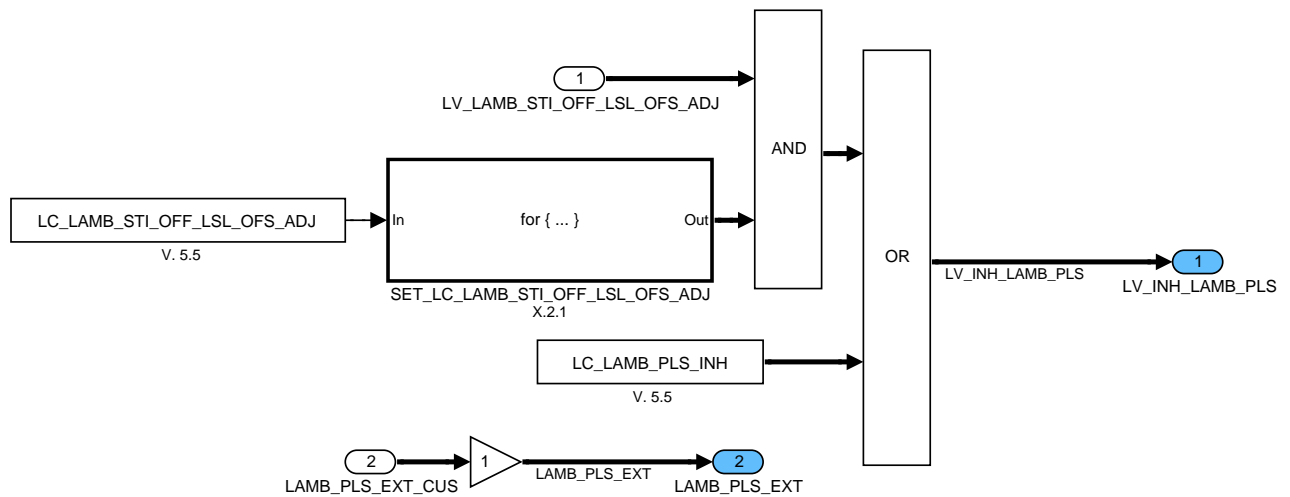 1
LV_LAMB_STI_OFF_LSL_OFS_ADJ
AND
LC_LAMB_STI_OFF_LSL_OFS_ADJ
V. 5.5
In
for { ... }
Out
SET_LC_LAMB_STI_OFF_LSL_OFS_ADJ
X.2.1
OR
LV_INH_LAMB_PLS
1
LV_INH_LAMB_PLS
LC_LAMB_PLS_INH
V. 5.5
2
LAMB_PLS_EXT_CUS
1
LAMB_PLS_EXT
2
LAMB_PLS_EXT